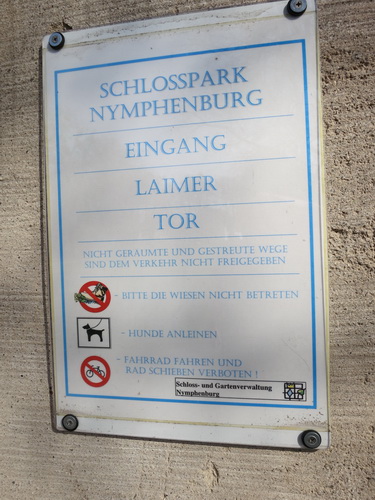 SCHLOSSPARK
NYMPHENBURG
EINGANG
LAIMER
TOR
NICHT GERÄUMTE UND GESTREUTE WEGE
SIND DEM VERKEHR NICHT FREIGEGEBEN
- BITTE DIE WIESEN NICHT BETRETEN
- HUNDE ANLEINEN
- FAHRRAD FAHREN UND
RAD SCHIEBEN VERBOTEN !
Schloss- und Gartenverwaltung
Nymphenburg